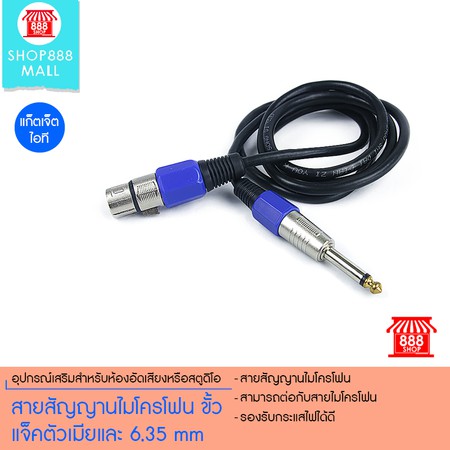 888
SHOP
SHOP888
MALL
แก็ตเจ็ต
ไอที
888
SHOP
อุปกรณ์เสริมสำหรับห้องอัดเสียงหรือสตูดิโอ
สายสัญญานไมโครโฟน ขั้ว
แจ็คตัวเมียและ 6.35 mm
- สายสัญญานไมโครโฟน
- สามารถต่อกับสายไมโครโฟน
- รองรับกระแสไฟได้ดี